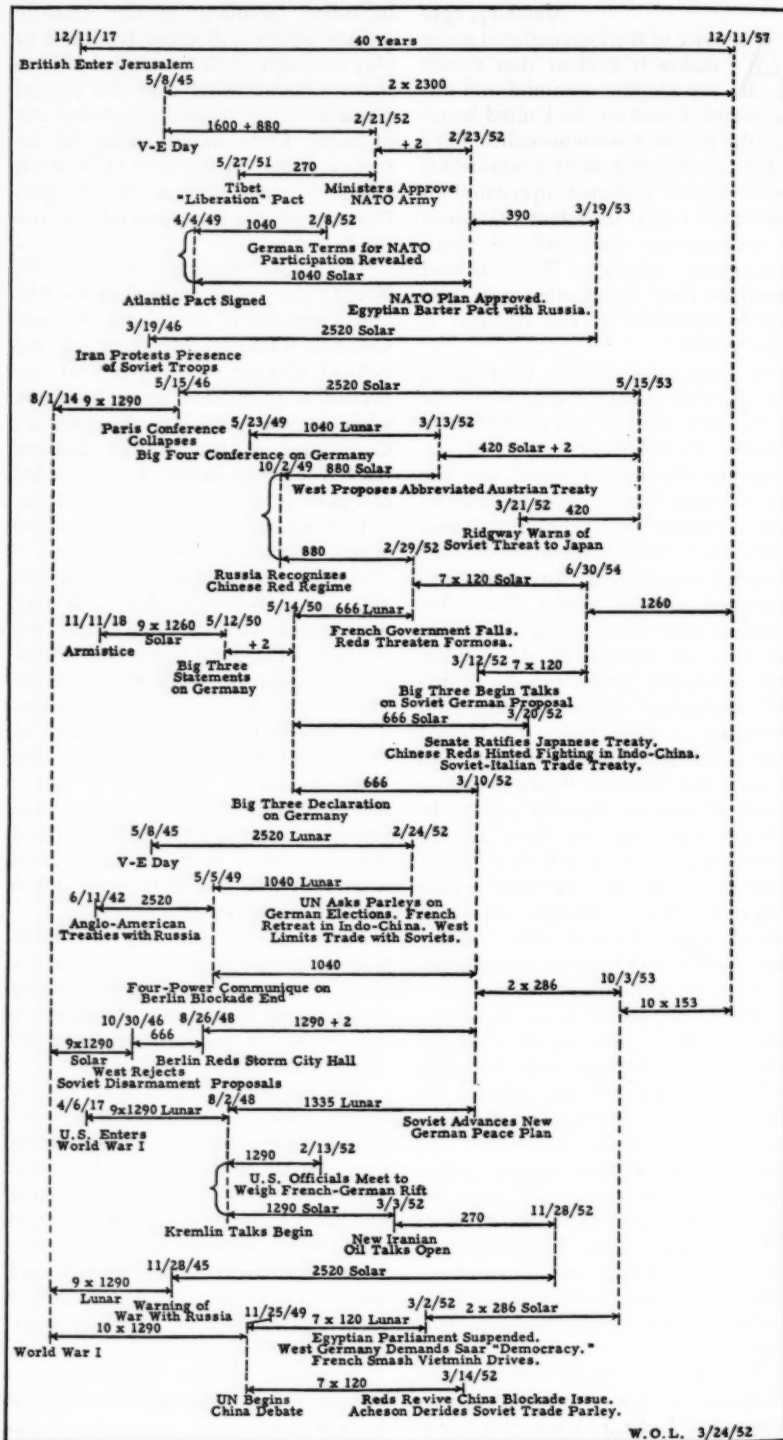 12/11/17 40 Years 12/11/57
British Enter Jerusalem
5/8/45 2 x 2300
1600 + 880 2/21/52
V-E Day + 2 2/23/52
5/27/51 270
Tibet Ministers Approve
"Liberation" Pact NATO Army
4/4/49 1040 2/8/52 390 3/19/53
German Terms for NATO
Participation Revealed
1040 Solar
Atlantic Pact Signed NATO Plan Approved.
Egyptian Barter Pact with Russia.
3/19/46 2520 Solar
Iran Protests Presence
of Soviet Troops
5/15/46 2520 Solar 5/15/53
8/1/14 9 x 1290
Paris Conference 5/23/49 1040 Lunar 3/13/52
Collapses
Big Four Conference on Germany 420 Solar + 2
10/2/49 880 Solar
West Proposes Abbreviated Austrian Treaty
3/21/52 420
Ridgway Warns of
Soviet Threat to Japan
880 2/29/52
Russia Recognizes 7 x 120 Solar 6/30/54
Chinese Red Regime
5/14/50 666 Lunar 1260
11/11/18 9 x 1260 5/12/50
Solar
Armistice + 2 French Government Falls.
Reds Threaten Formosa.
Big Three
Statements
on Germany
3/12/52 7 x 120
Big Three Begin Talks
on Soviet German Proposal
666 Solar 3/20/52
Senate Ratifies Japanese Treaty.
Chinese Reds Hinted Fighting in Indo-China.
Soviet-Italian Trade Treaty.
666 3/10/52
Big Three Declaration
on Germany
5/8/45 2520 Lunar 2/24/52
V-E Day
5/5/49 1040 Lunar
6/11/42 2520
UN Asks Parleys on
Anglo-American German Elections. French
Treaties with Russia Retreat in Indo-China. West
Limits Trade with Soviets.
1040
Four-Power Communique on
Berlin Blockade End
2 x 286 10/3/53
10 x 153
10/30/46 8/26/48 1290 + 2
666
9x1290
Solar Berlin Reds Storm City Hall
West Rejects
Soviet Disarmament Proposals
4/6/17 9x1290 Lunar 8/2/48 1335 Lunar
U.S. Enters Soviet Advances New
World War I German Peace Plan
1290 2/13/52
U.S. Officials Meet to
Weigh French-German Rift
1290 Solar 3/3/52 11/28/52
Kremlin Talks Begin 270
New Iranian
Oil Talks Open
11/28/45 2520 Solar
9 x 1290
Lunar
Warning of
War With Russia 11/25/49 7 x 120 Lunar 3/2/52 2 x 286 Solar
10 x 1290
World War I Egyptian Parliament Suspended.
West Germany Demands Saar "Democracy."
French Smash Vietminh Drives.
7 x 120 3/14/52
UN Begins Reds Revive China Blockade Issue.
China Debate Acheson Derides Soviet Trade Parley.
W.O.L. 3/24/52